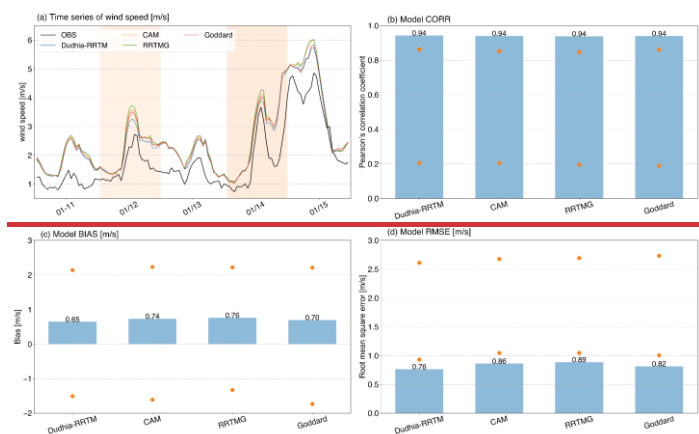 (a) Time series of wind speed [m/s]
OBS CAM Goddard
Dudhia-RRTM RRTMG
wind speed [m/s]
6
5
4
3
2
1
01-11 01/12 01/13 01/14 01/15
(b) Model CORR
Pearson's correlation coefficient
1.0
0.8
0.6
0.4
0.2
0.0
0.94 0.94 0.94 0.94
Dudhia-RRTM CAM RRTMG Goddard
(c) Model BIAS [m/s]
Bias [m/s]
3
2
1
0
−1
−2
0.65 0.74 0.76 0.70
Dudhia-RRTM CAM RRTMG Goddard
(d) Model RMSE [m/s]
Root mean square error [m/s]
3.0
2.5
2.0
1.5
1.0
0.5
0.0
0.76 0.86 0.89 0.82
Dudhia-RRTM CAM RRTMG Goddard